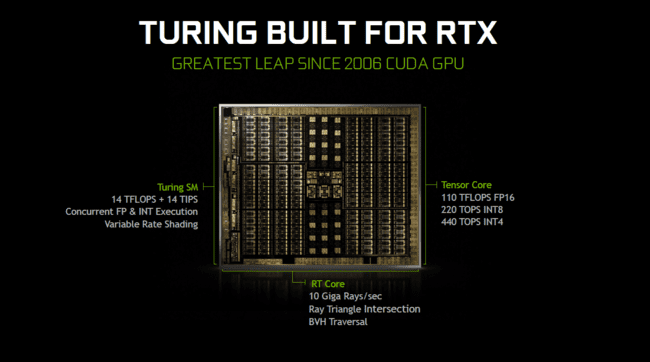 TURING BUILT FOR RTX
GREATEST LEAP SINCE 2006 CUDA GPU
Turing SM
14 TFLOPS + 14 TIPS
Concurrent FP & INT Execution
Variable Rate Shading
Tensor Core
110 TFLOPS FP16
220 TOPS INT8
440 TOPS INT4
RT Core
10 Giga Rays/sec
Ray Triangle Intersection
BVH Traversal